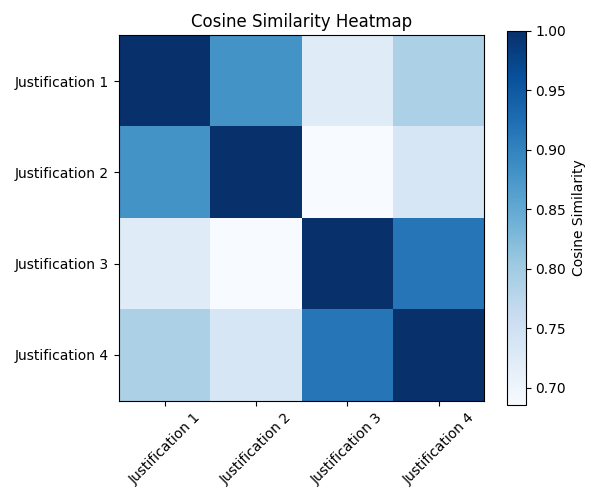 Cosine Similarity Heatmap
Justification 1
Justification 2
Justification 3
Justification 4
Justification 1
Justification 2
Justification 3
Justification 4
1.00
0.95
0.90
0.85
0.80
0.75
0.70
Cosine Similarity